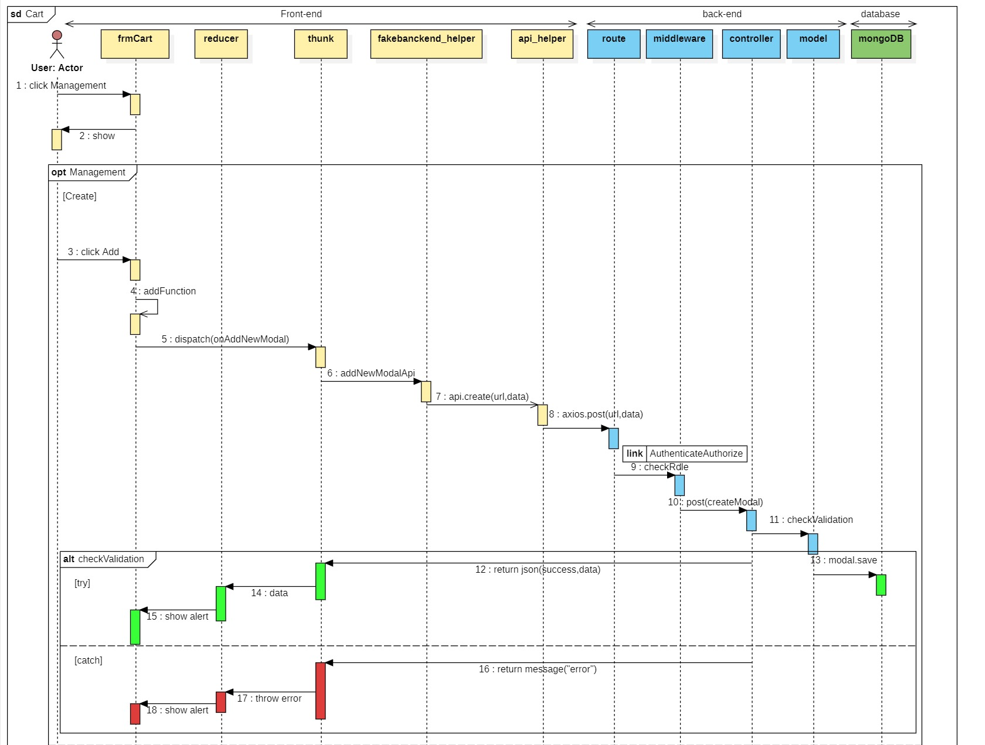 sd Cart
Front-end
back-end
database
frmCart
reducer
thunk
fakebanckend_helper
api_helper
route
middleware
controller
model
mongoDB
User: Actor
1 : click Management
2 : show
opt Management
[Create]
3 : click Add
4 : addFunction
5 : dispatch(onAddNewModal)
6 : addNewModalApi
7 : api.create(url,data)
8 : axios.post(url,data)
link AuthenticateAuthorize
9 : checkRole
10 : post(createModal)
11 : checkValidation
alt checkValidation
13 : modal.save
12 : return json(success,data)
[try]
14 : data
15 : show alert
[catch]
16 : return message("error")
17 : throw error
18 : show alert